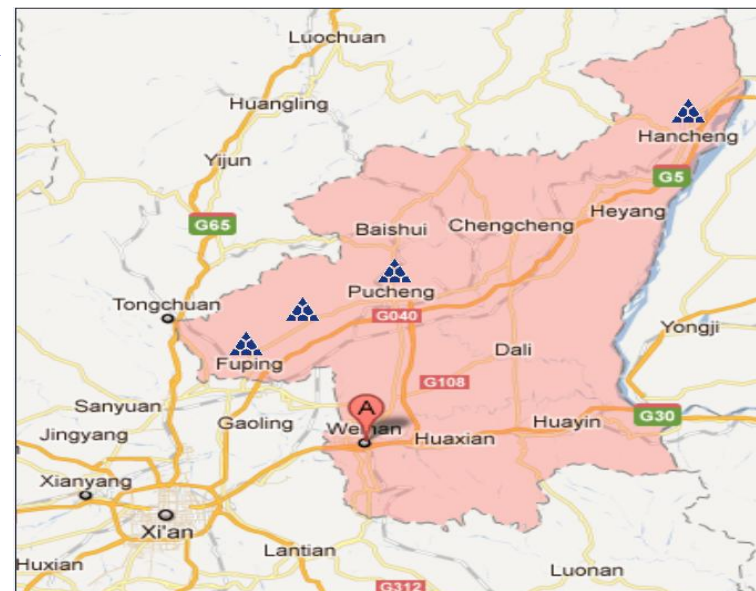 Luochuan
Huangling
Hancheng
Yijun
G5
Heyang
G65
Baishui
Chengcheng
Pucheng
Tongchuan
G040
Yongji
Dali
Fuping
G108
Sanyuan
Gaoling
A
Weinan
Huaxian
Huayin
G30
Jingyang
Xianyang
Xi'an
Lantian
Huxian
Luonan
G312